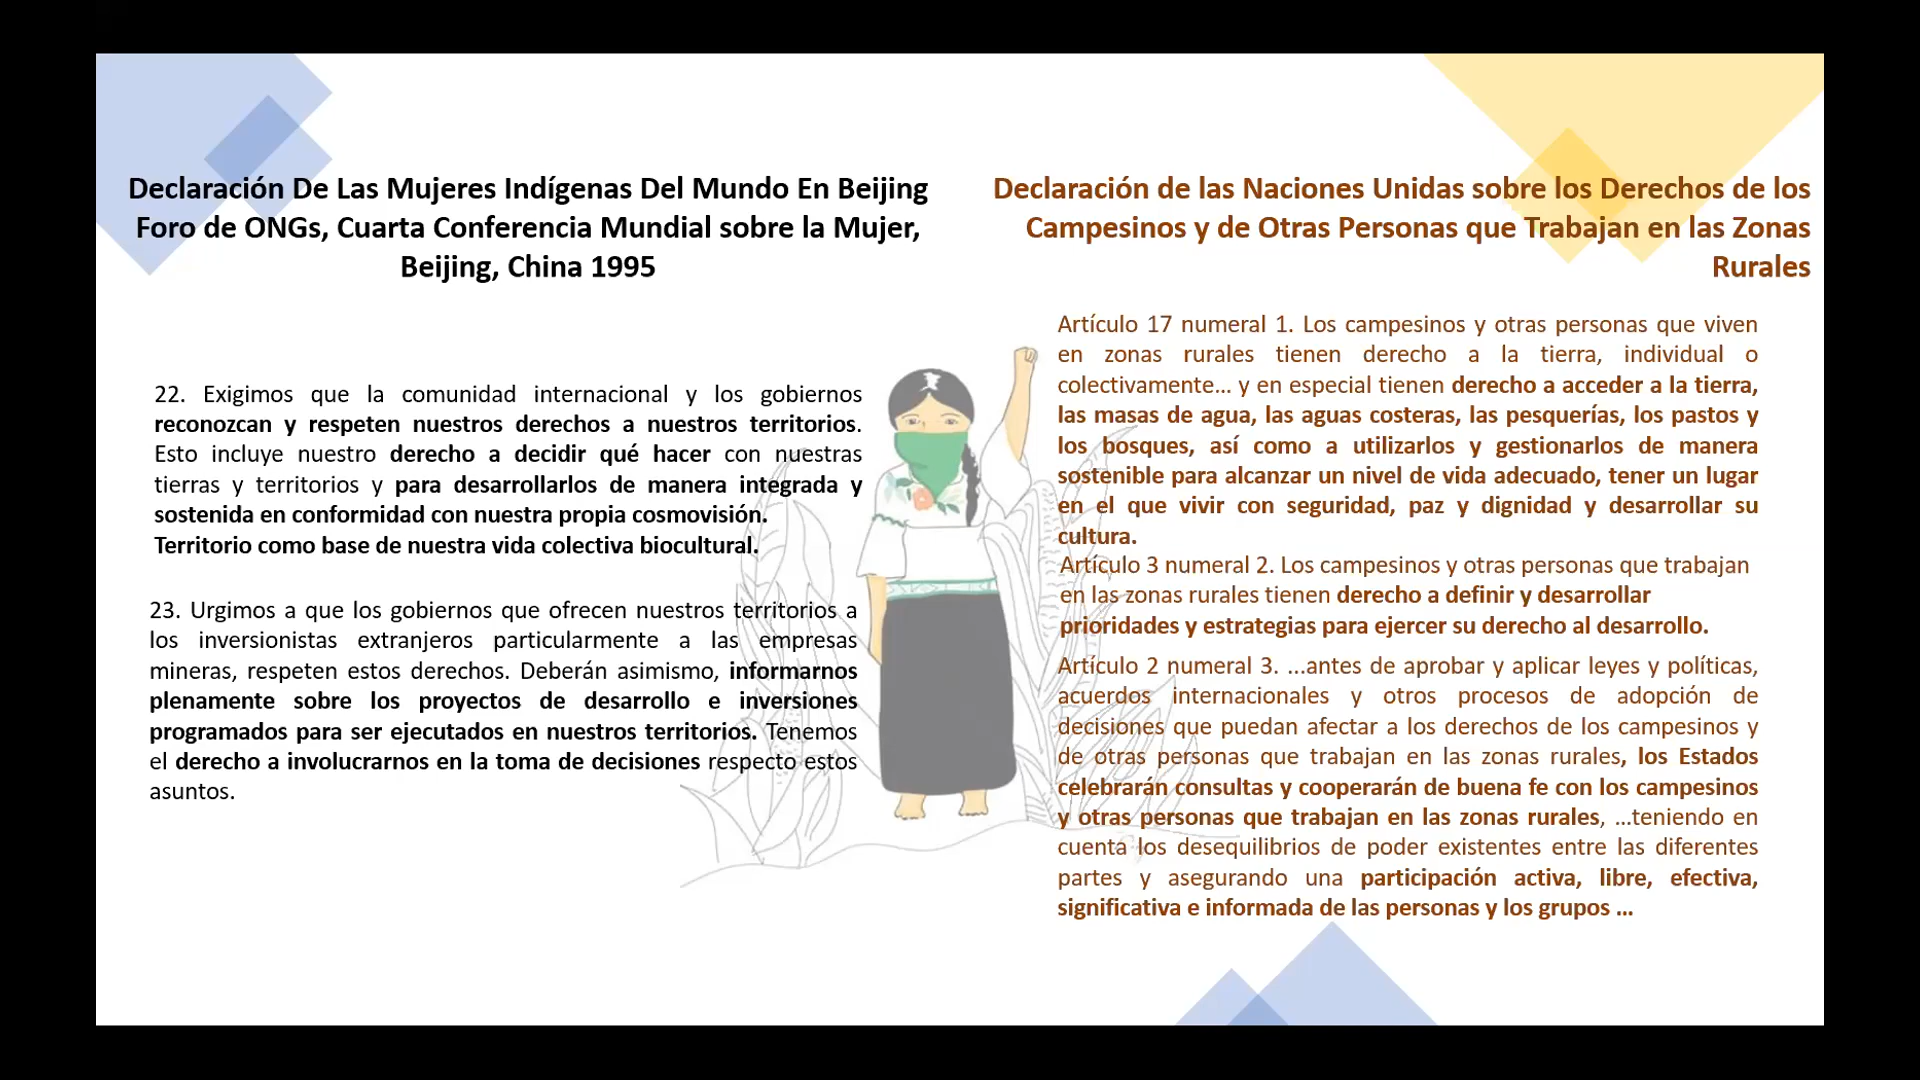 Declaración De Las Mujeres Indígenas Del Mundo En Beijing
Foro de ONGs, Cuarta Conferencia Mundial sobre la Mujer,
Beijing, China 1995
22. Exigimos que la comunidad internacional y los gobiernos
reconozcan y respeten nuestros derechos a nuestros territorios.
Esto incluye nuestro derecho a decidir qué hacer con nuestras
tierras y territorios y para desarrollarlos de manera integrada y
sostenida en conformidad con nuestra propia cosmovisión.
Territorio como base de nuestra vida colectiva biocultural.
23. Urgimos a que los gobiernos que ofrecen nuestros territorios a
los inversionistas extranjeros particularmente a las empresas
mineras, respeten estos derechos. Deberán asimismo, informarnos
plenamente sobre los proyectos de desarrollo e inversiones
programados para ser ejecutados en nuestros territorios. Tenemos
el derecho a involucrarnos en la toma de decisiones respecto estos
asuntos.
Declaración de las Naciones Unidas sobre los Derechos de los
Campesinos y de Otras Personas que Trabajan en las Zonas
Rurales
Artículo 17 numeral 1. Los campesinos y otras personas que viven
en zonas rurales tienen derecho a la tierra, individual o
colectivamente… y en especial tienen derecho a acceder a la tierra,
las masas de agua, las aguas costeras, las pesquerías, los pastos y
los bosques, así como a utilizarlos y gestionarlos de manera
sostenible para alcanzar un nivel de vida adecuado, tener un lugar
en el que vivir con seguridad, paz y dignidad y desarrollar su
cultura.
Artículo 3 numeral 2. Los campesinos y otras personas que trabajan
en las zonas rurales tienen derecho a definir y desarrollar
prioridades y estrategias para ejercer su derecho al desarrollo.
Artículo 2 numeral 3. ...antes de aprobar y aplicar leyes y políticas,
acuerdos internacionales y otros procesos de adopción de
decisiones que puedan afectar a los derechos de los campesinos y
de otras personas que trabajan en las zonas rurales, los Estados
celebrarán consultas y cooperarán de buena fe con los campesinos
y otras personas que trabajan en las zonas rurales, …teniendo en
cuenta los desequilibrios de poder existentes entre las diferentes
partes y asegurando una participación activa, libre, efectiva,
significativa e informada de las personas y los grupos …